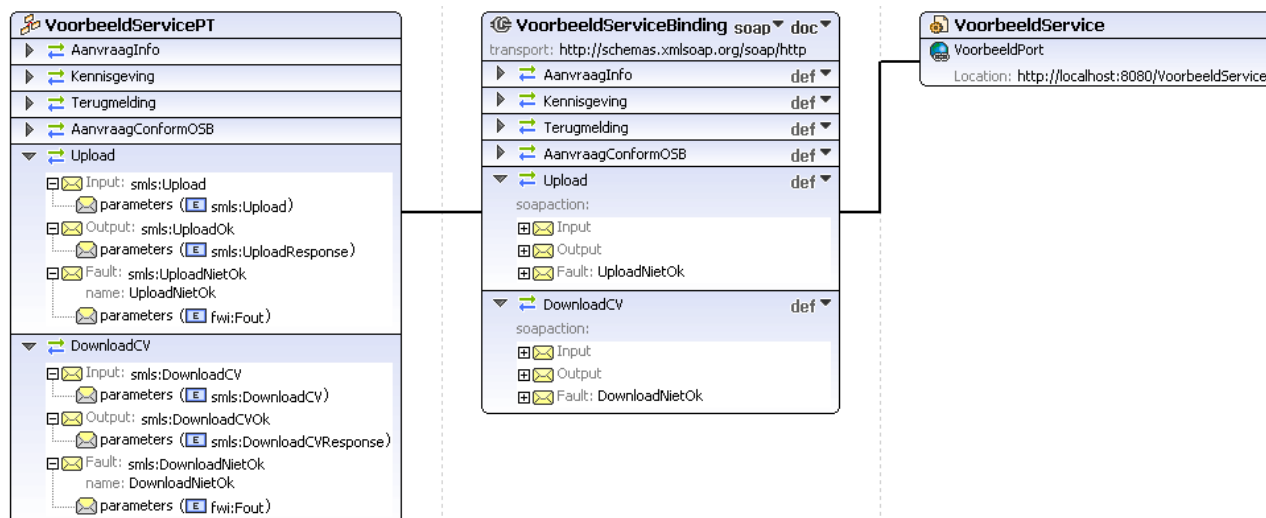 VoorbeeldServicePT
AanvraagInfo
Kennisgeving
Terugmelding
AanvraagConformOSB
Upload
Input: smls:Upload
parameters (E smls:Upload)
Output: smls:UploadOk
parameters (E smls:UploadResponse)
Fault: smls:UploadNietOk
name: UploadNietOk
parameters (E fwi:Fout)
DownloadCV
Input: smls:DownloadCV
parameters (E smls:DownloadCV)
Output: smls:DownloadCVOk
parameters (E smls:DownloadCVResponse)
Fault: smls:DownloadNietOk
name: DownloadNietOk
parameters (E fwi:Fout)
VoorbeeldServiceBinding soap doc
transport: http://schemas.xmlsoap.org/soap/http
AanvraagInfo def
Kennisgeving def
Terugmelding def
AanvraagConformOSB def
Upload def
soapaction:
Input
Output
Fault: UploadNietOk
DownloadCV def
soapaction:
Input
Output
Fault: DownloadNietOk
VoorbeeldService
VoorbeeldPort
Location: http://localhost:8080/VoorbeeldService